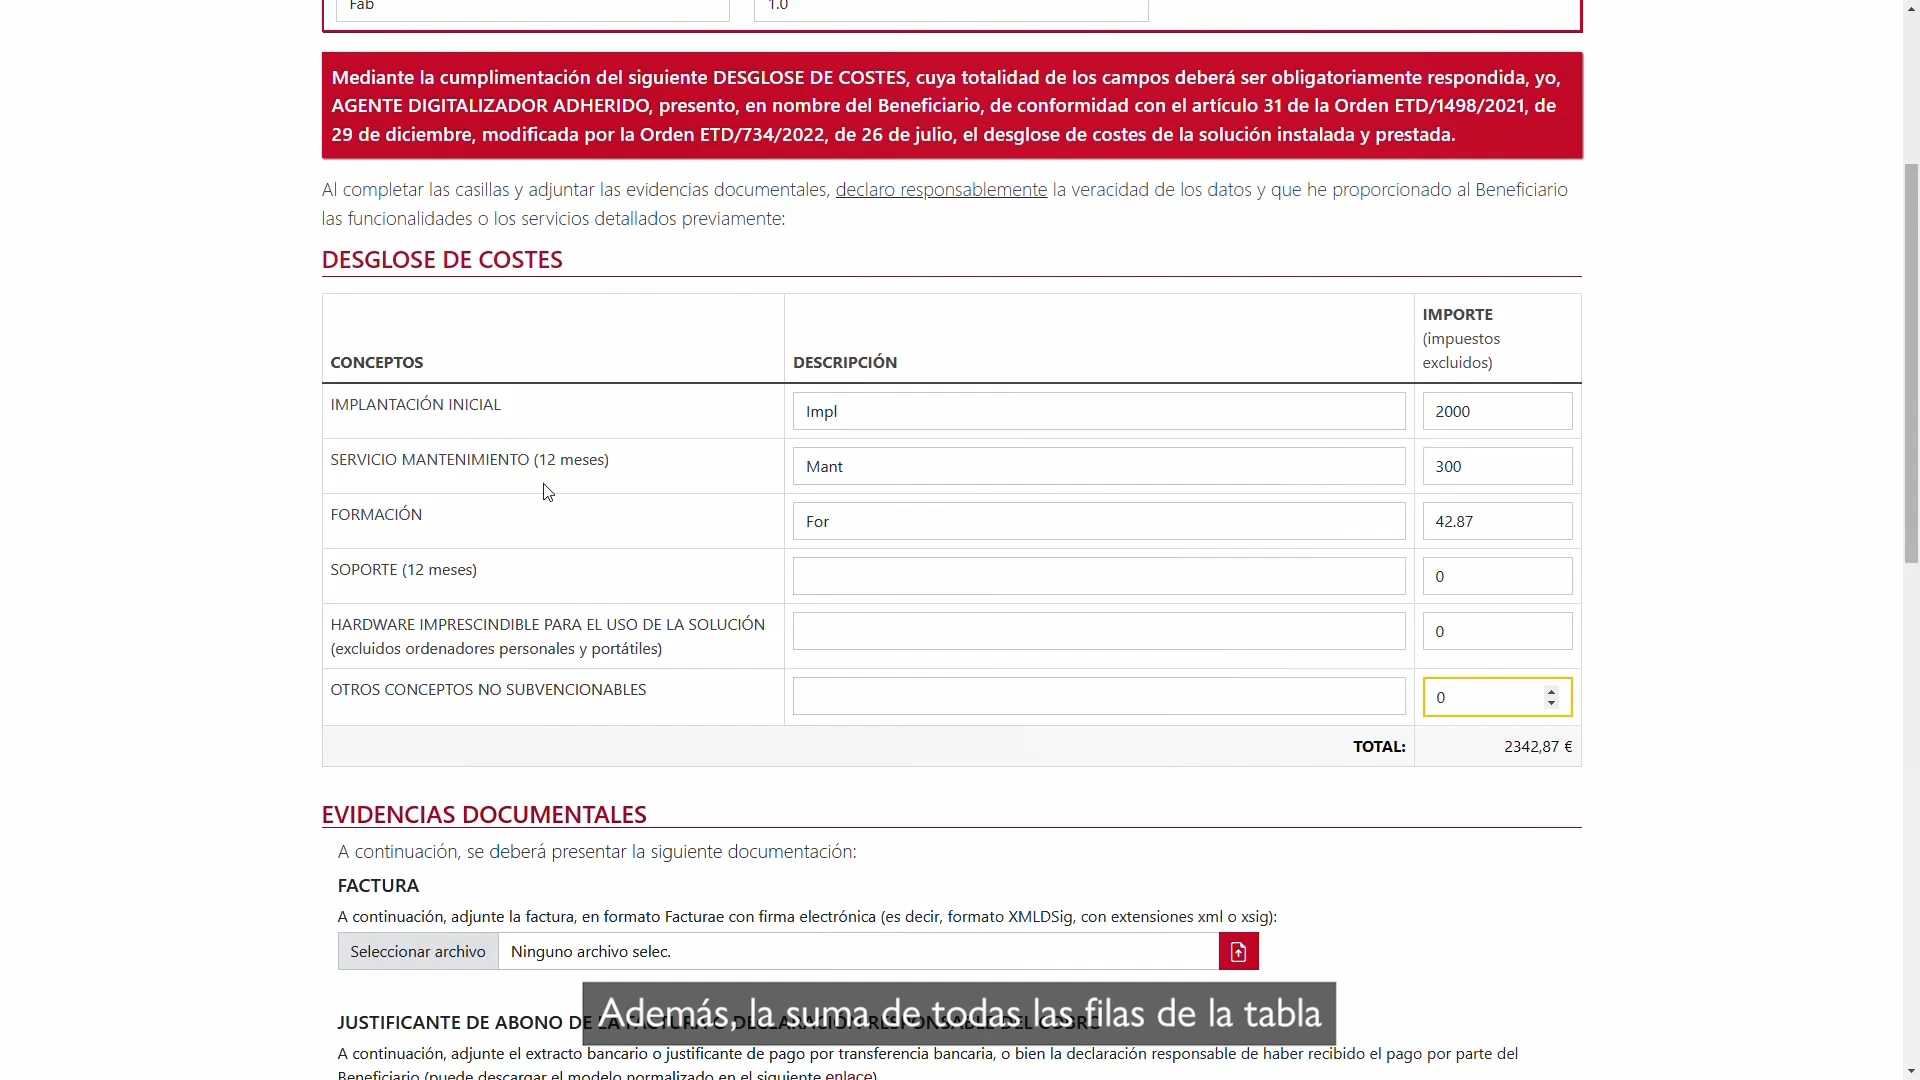 Fab
1.0
Mediante la cumplimentación del siguiente DESGLOSE DE COSTES, cuya totalidad de los campos deberá ser obligatoriamente respondida, yo,
AGENTE DIGITALIZADOR ADHERIDO, presento, en nombre del Beneficiario, de conformidad con el artículo 31 de la Orden ETD/1498/2021, de
29 de diciembre, modificada por la Orden ETD/734/2022, de 26 de julio, el desglose de costes de la solución instalada y prestada.
Al completar las casillas y adjuntar las evidencias documentales, declaro responsablemente la veracidad de los datos y que he proporcionado al Beneficiario
las funcionalidades o los servicios detallados previamente:
DESGLOSE DE COSTES
CONCEPTOS
DESCRIPCIÓN
IMPORTE
(impuestos
excluidos)
IMPLANTACIÓN INICIAL
Impl
2000
SERVICIO MANTENIMIENTO (12 meses)
Mant
300
FORMACIÓN
For
42.87
SOPORTE (12 meses)
0
HARDWARE IMPRESCINDIBLE PARA EL USO DE LA SOLUCIÓN
(excluidos ordenadores personales y portátiles)
0
OTROS CONCEPTOS NO SUBVENCIONABLES
0
TOTAL:
2342,87 €
EVIDENCIAS DOCUMENTALES
A continuación, se deberá presentar la siguiente documentación:
FACTURA
A continuación, adjunte la factura, en formato Facturae con firma electrónica (es decir, formato XMLDSig, con extensiones xml o xsig):
Seleccionar archivo
Ninguno archivo selec.
JUSTIFICANTE DE ABONO DE LA FACTURA O DECLARACIÓN RESPONSABLE DEL COBRO
Además, la suma de todas las filas de la tabla
A continuación, adjunte el extracto bancario o justificante de pago por transferencia bancaria, o bien la declaración responsable de haber recibido el pago por parte del
Beneficiario (puede descargar el modelo normalizado en el siguiente enlace)